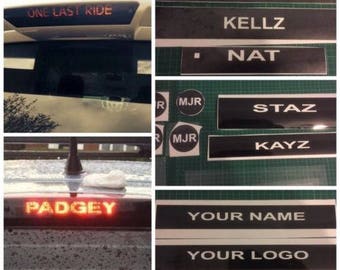 ONE LAST RIDE
KELLZ
NAT
MJR
MJR
STAZ
KAYZ
PADGEY
YOUR NAME
YOUR LOGO